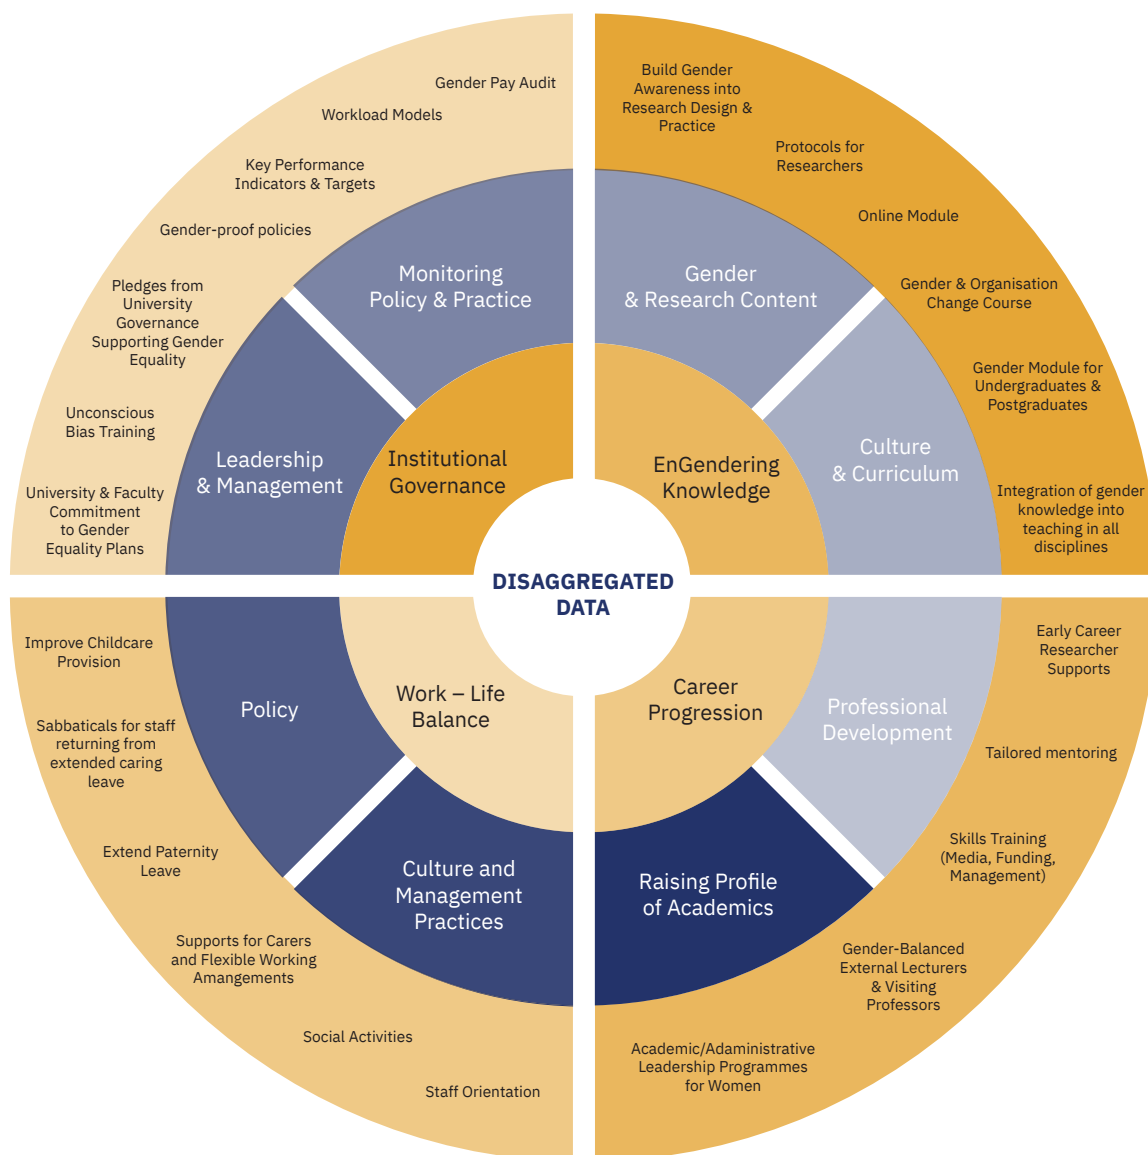 Gender Pay Audit
Workload Models
Key Performance
Indicators & Targets
Gender-proof policies
Pledges from
University
Governance
Supporting Gender
Equality
Unconscious
Bias Training
University & Faculty
Commitment
to Gender
Equality Plans
Monitoring
Policy & Practice
Leadership
& Management
Institutional
Governance
Build Gender
Awareness into
Research Design &
Practice
Protocols for
Researchers
Online Module
Gender & Organisation
Change Course
Gender Module for
Undergraduates &
Postgraduates
Integration of gender
knowledge into
teaching in all
disciplines
Gender
& Research Content
Culture
& Curriculum
EnGendering
Knowledge
DISAGGREGATED
DATA
Improve Childcare
Provision
Sabbaticals for staff
returning from
extended caring
leave
Extend Paternity
Leave
Supports for Carers
and Flexible Working
Amangements
Social Activities
Staff Orientation
Policy
Culture and
Management
Practices
Work – Life
Balance
Career
Progression
Professional
Development
Raising Profile
of Academics
Early Career
Researcher
Supports
Tailored mentoring
Skills Training
(Media, Funding,
Management)
Gender-Balanced
External Lecturers
& Visiting
Professors
Academic/Adaministrative
Leadership Programmes
for Women